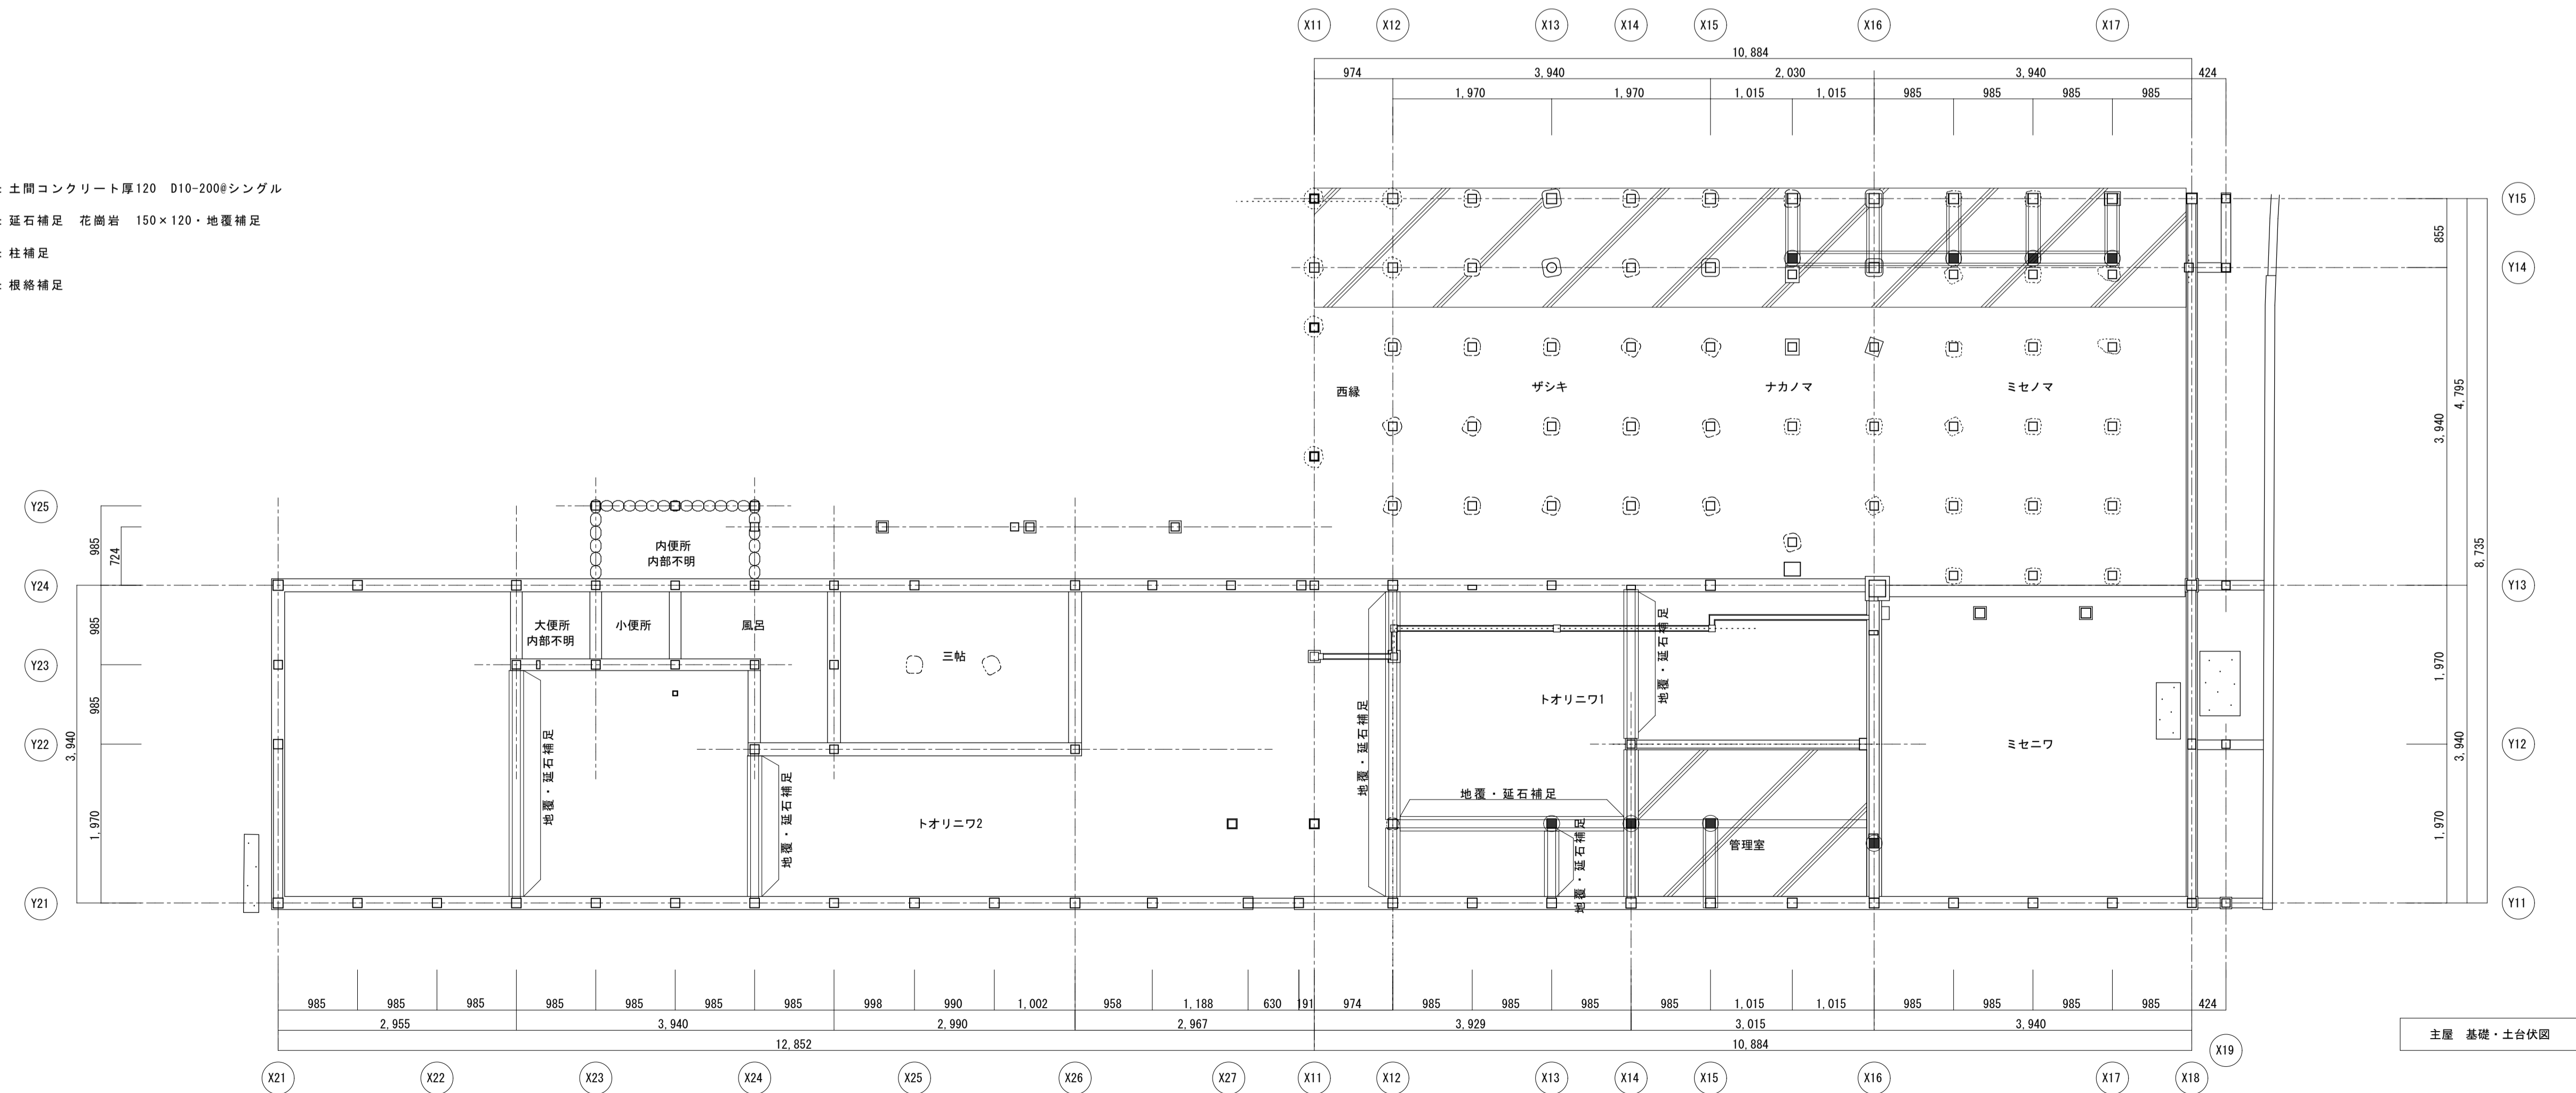 X11 X12 X13 X14 X15 X16 X17
10,884
974 3,940 2,030 3,940 424
1,970 1,970 1,015 1,015 985 985 985 985
: 土間コンクリート厚120 D10-200@シングル
: 延石補足 花崗岩 150×120・地覆補足
: 柱補足
: 根絡補足
Y15
855
Y14
4,795
3,940
8,735
西縁 ザシキ ナカノマ ミセノマ
Y25
985
724
内便所
内部不明
Y24
Y13
985
大便所
内部不明
小便所
風呂
三帖
Y23
985
3,940
Y22
1,970
Y21
地覆・延石補足
地覆・延石補足
トオリニワ2
地覆・延石補足
地覆・延石補足
トオリニワ1
地覆・延石補足
地覆・延石補足
管理室
ミセニワ
1,970
3,940
Y12
1,970
Y11
985 985 985 985 985 985 985 998 990 1,002 958 1,188 630 191 974 985 985 985 985 1,015 1,015 985 985 985 985 424
2,955 3,940 2,990 2,967 3,929 3,015 3,940
12,852 10,884
X21 X22 X23 X24 X25 X26 X27 X11 X12 X13 X14 X15 X16 X17 X18 X19
主屋 基礎・土台伏図